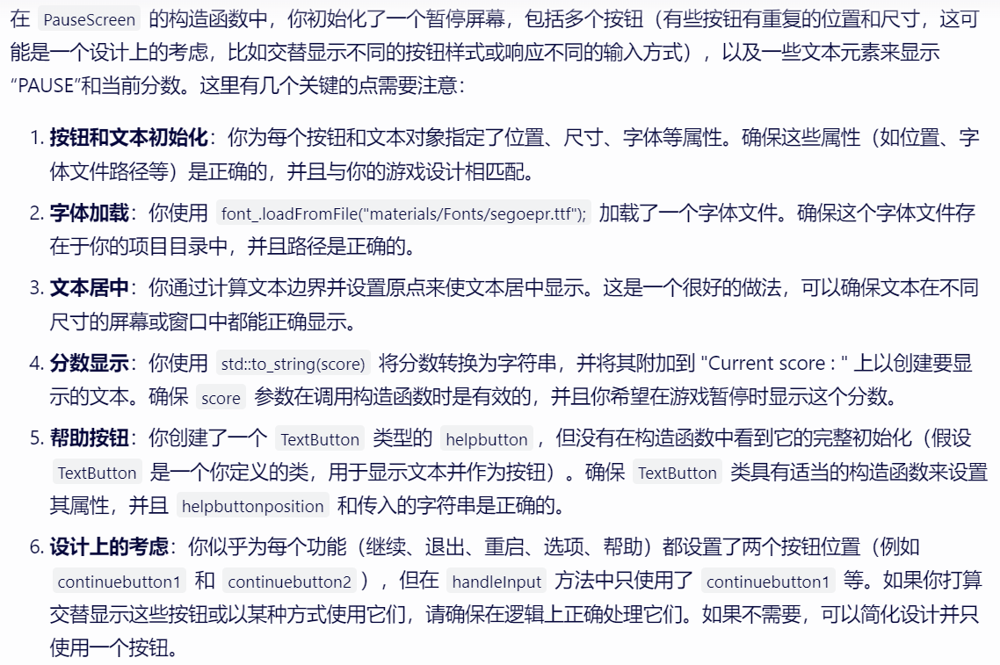 在 PauseScreen 的构造函数中，你初始化了一个暂停屏幕，包括多个按钮（有些按钮有重复的位置和尺寸，这可
能是一个设计上的考虑，比如交替显示不同的按钮样式或响应不同的输入方式），以及一些文本元素来显示
“PAUSE”和当前分数。这里有几个关键的点需要注意：
1. 按钮和文本初始化：你为每个按钮和文本对象指定了位置、尺寸、字体等属性。确保这些属性（如位置、字
体文件路径等）是正确的，并且与你的游戏设计相匹配。
2. 字体加载：你使用 font_.loadFromFile("materials/Fonts/segoepr.ttf"); 加载了一个字体文件。确保这个字体文件存
在于你的项目目录中，并且路径是正确的。
3. 文本居中：你通过计算文本边界并设置原点来使文本居中显示。这是一个很好的做法，可以确保文本在不同
尺寸的屏幕或窗口中都能正确显示。
4. 分数显示：你使用 std::to_string(score) 将分数转换为字符串，并将其附加到 "Current score : " 上以创建要显
示的文本。确保 score 参数在调用构造函数时是有效的，并且你希望在游戏暂停时显示这个分数。
5. 帮助按钮：你创建了一个 TextButton 类型的 helpbutton ，但没有在构造函数中看到它的完整初始化（假设
TextButton 是一个你定义的类，用于显示文本并作为按钮）。确保 TextButton 类具有适当的构造函数来设置
其属性，并且 helpbuttonposition 和传入的字符串是正确的。
6. 设计上的考虑：你似乎为每个功能（继续、退出、重启、选项、帮助）都设置了两个按钮位置（例如
continuebutton1 和 continuebutton2 ），但在 handleInput 方法中只使用了 continuebutton1 等。如果你打算
交替显示这些按钮或以某种方式使用它们，请确保在逻辑上正确处理它们。如果不需要，可以简化设计并只
使用一个按钮。